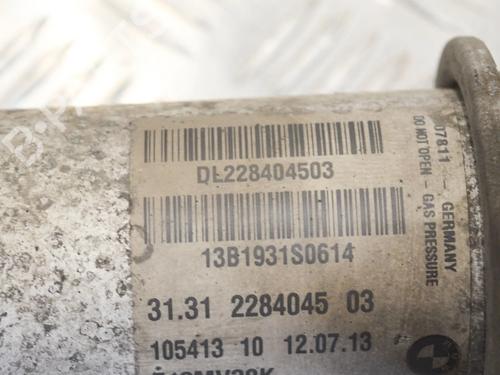 DL228404503
13B1931S0614
31.31 2284045 03
105413 10 12.07.13
07811 GERMANY
DO NOT OPEN - GAS PRESSURE